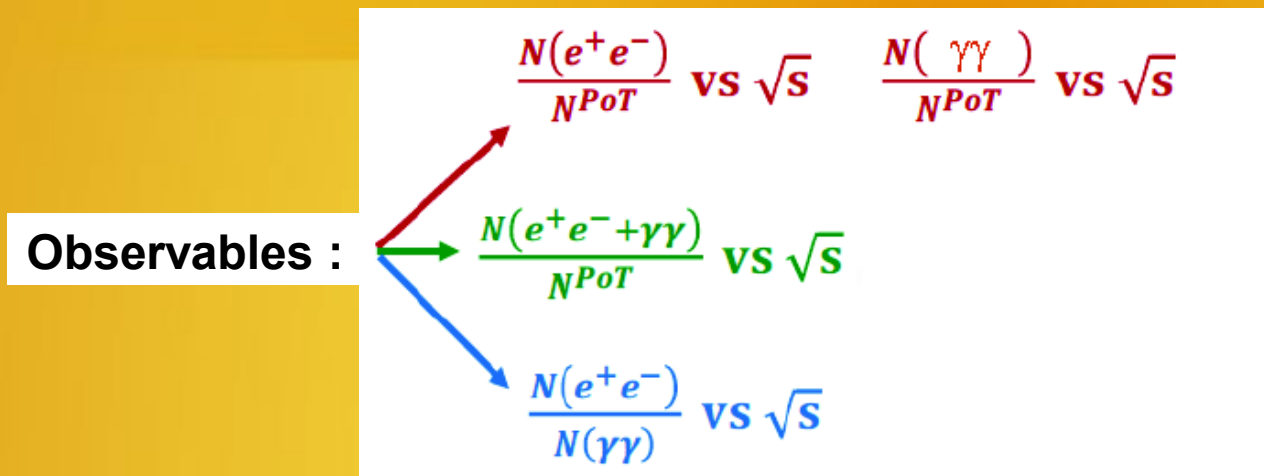 N(e⁺e⁻)/N^PoT vs √s    N( γγ )/N^PoT vs √s
Observables : N(e⁺e⁻+γγ)/N^PoT vs √s
N(e⁺e⁻)/N(γγ) vs √s